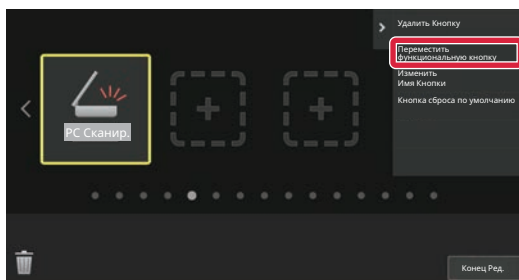 Удалить Кнопку
Переместить
функциональную кнопку
Изменить
Имя Кнопки
Кнопка сброса по умолчанию
PC Сканир.
Конец Ред.